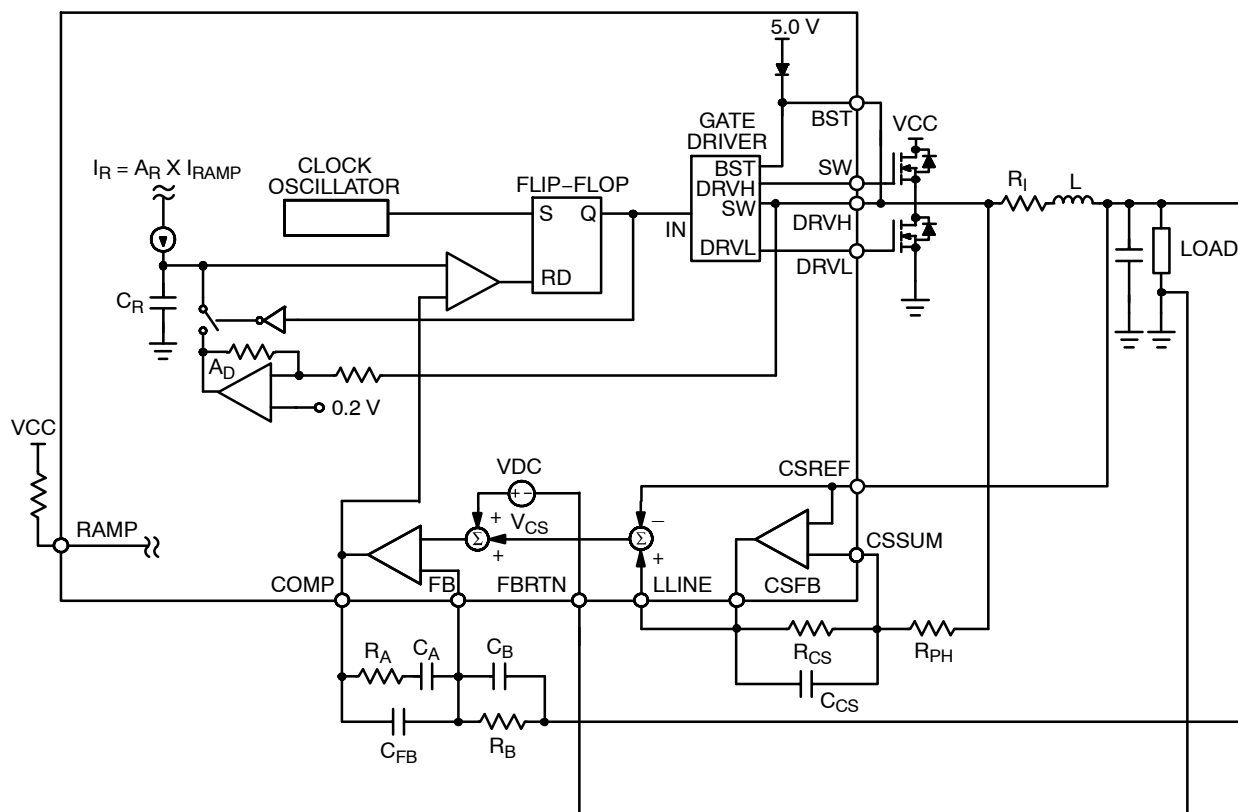 5.0 V
BST
GATE
DRIVER
VCC
I_R = A_R X I_RAMP
CLOCK
OSCILLATOR
FLIP–FLOP
BST
DRVH
SW
DRVL
IN
SW
DRVH
DRVL
S
Q
RD
R_I
L
LOAD
C_R
A_D
0.2 V
VCC
RAMP
VDC
+ –
V_CS
CSREF
+
Σ
+
–
Σ
+
CSSUM
COMP
FB
FBRTN
LLINE
CSFB
R_A
C_A
C_B
R_CS
R_PH
C_CS
C_FB
R_B